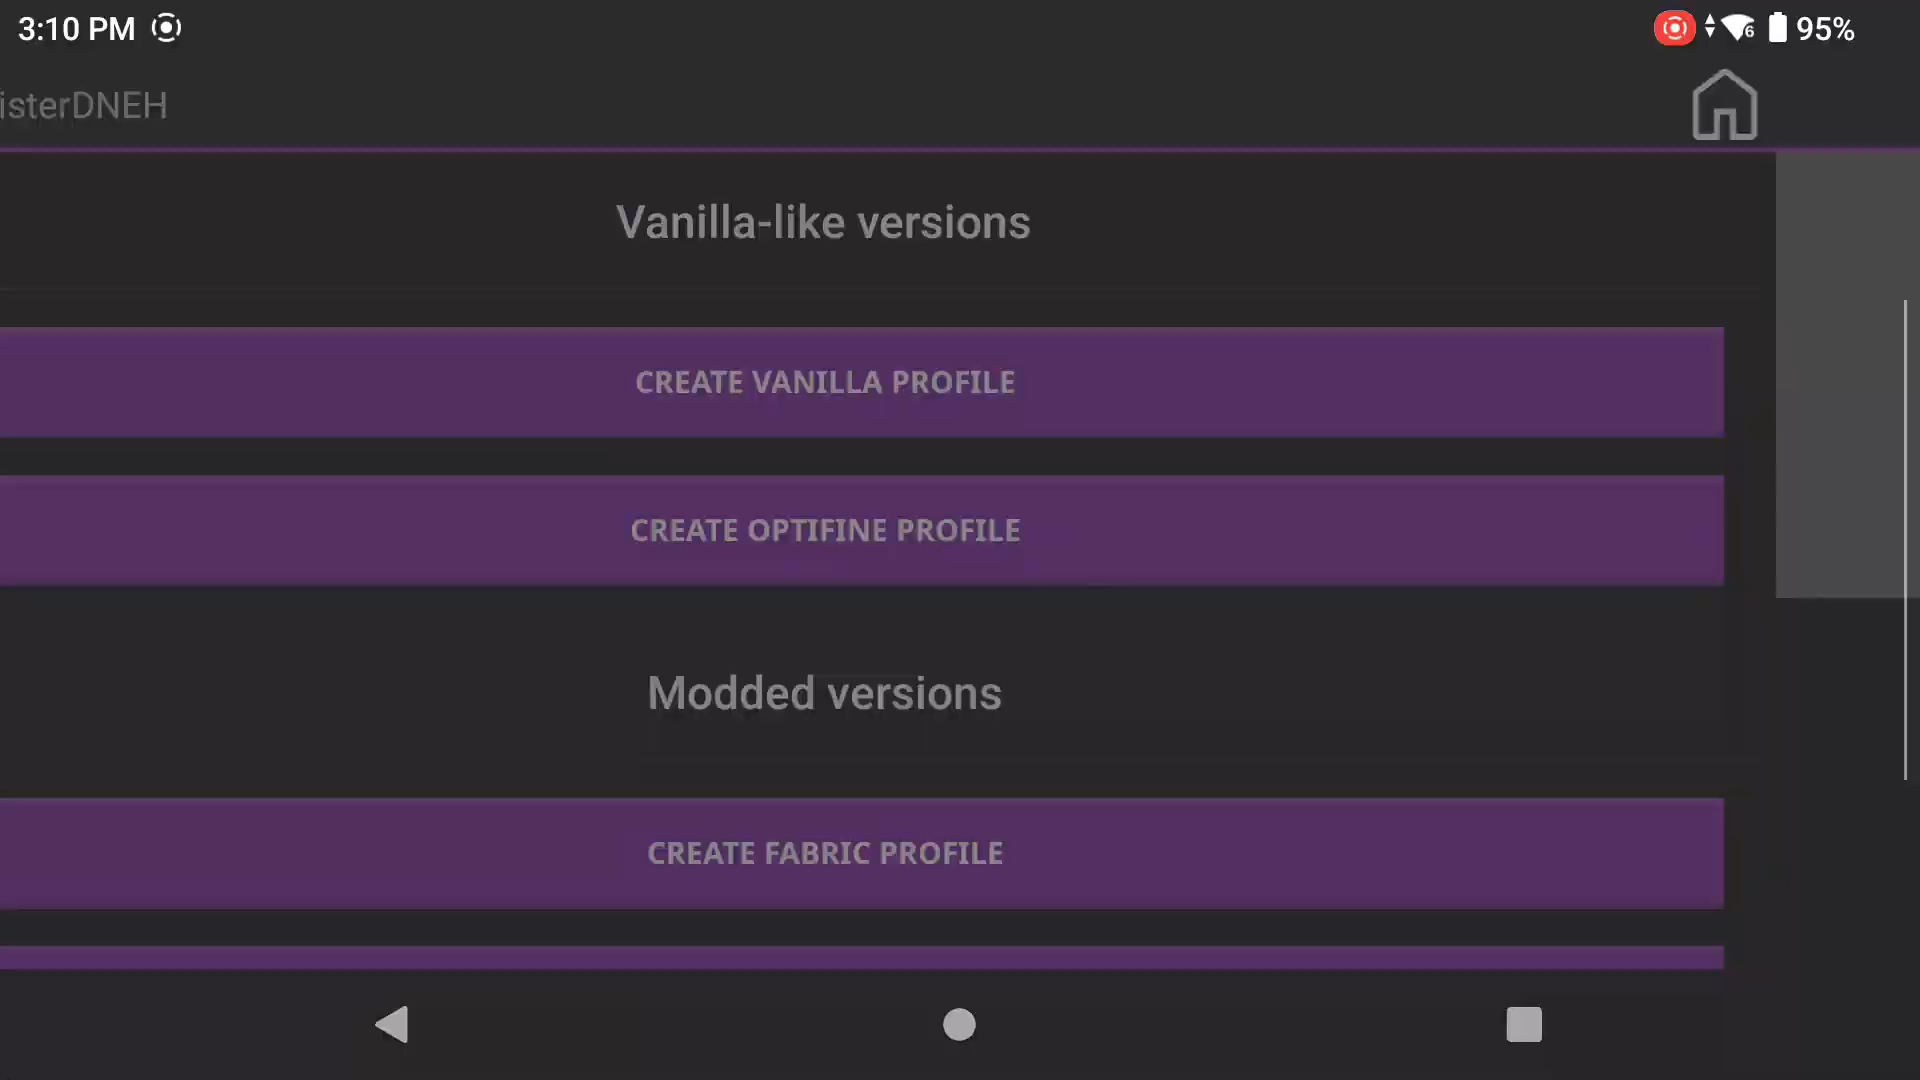 3:10 PM
6
95%
isterDNEH
Vanilla-like versions
CREATE VANILLA PROFILE
CREATE OPTIFINE PROFILE
Modded versions
CREATE FABRIC PROFILE